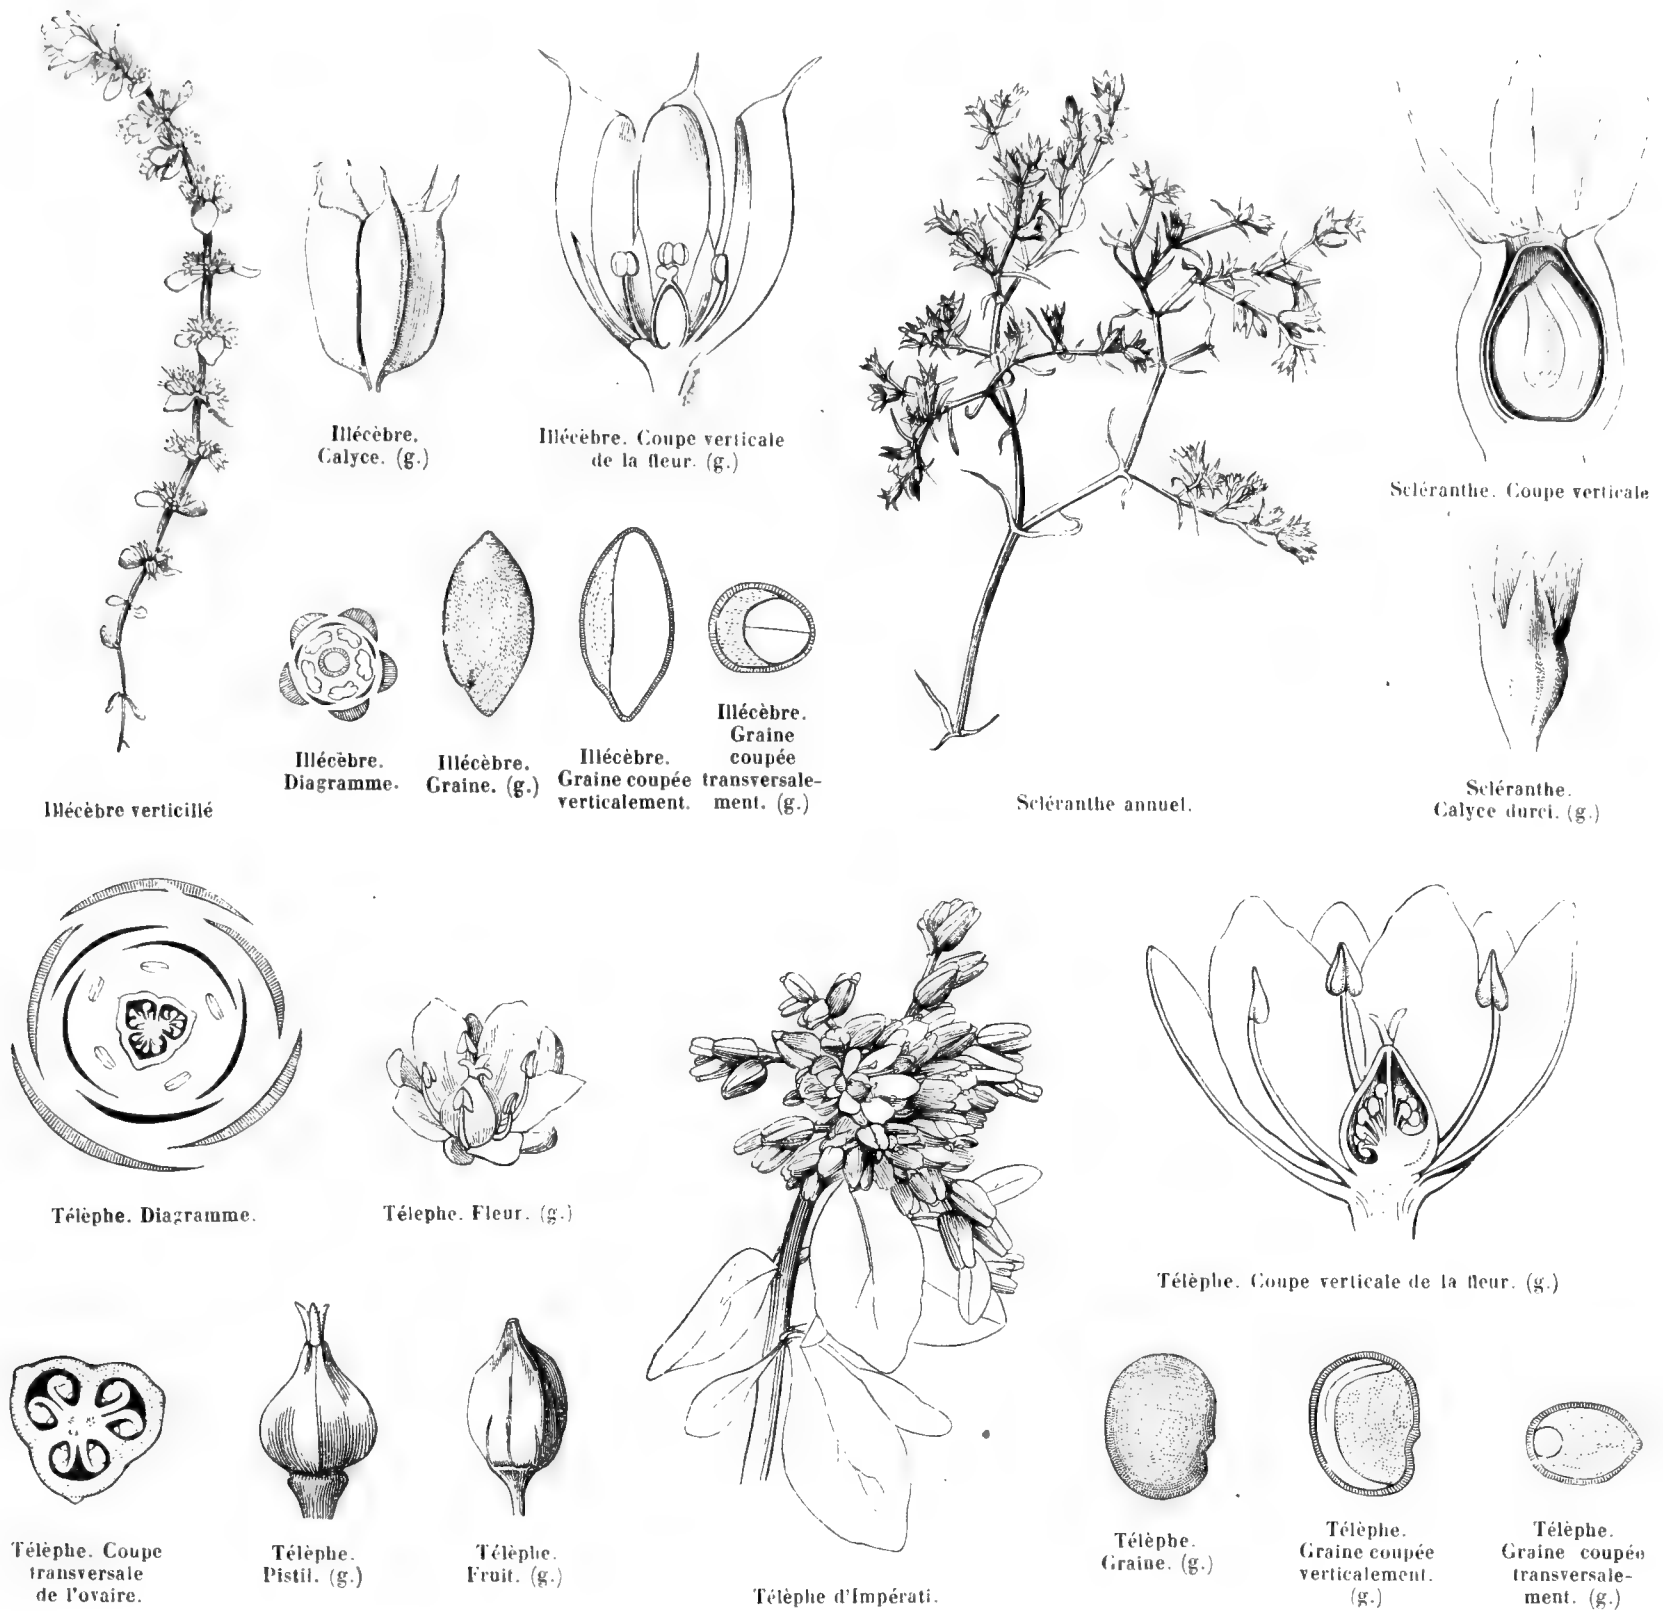 Illécèbre.
Calyce. (g.)
Illécèbre. Coupe verticale
de la fleur. (g.)
Scléranthe. Coupe verticale
Illécèbre verticillé
Illécèbre.
Diagramme.
Illécèbre.
Graine. (g.)
Illécèbre.
Graine coupée
verticalement.
Illécèbre.
Graine
coupée
transversale-
ment. (g.)
Scléranthe annuel.
Scléranthe.
Calyce durci. (g.)
Télèphe. Diagramme.
Télephe. Fleur. (g.)
Télèphe. Coupe verticale de la fleur. (g.)
Télèphe. Coupe
transversale
de l'ovaire.
Télèphe.
Pistil. (g.)
Télèphe.
Fruit. (g.)
Télèphe d'Impérati.
Télèphe.
Graine. (g.)
Télèphe.
Graine coupée
verticalement.
(g.)
Télèphe.
Graine coupée
transversale-
ment. (g.)